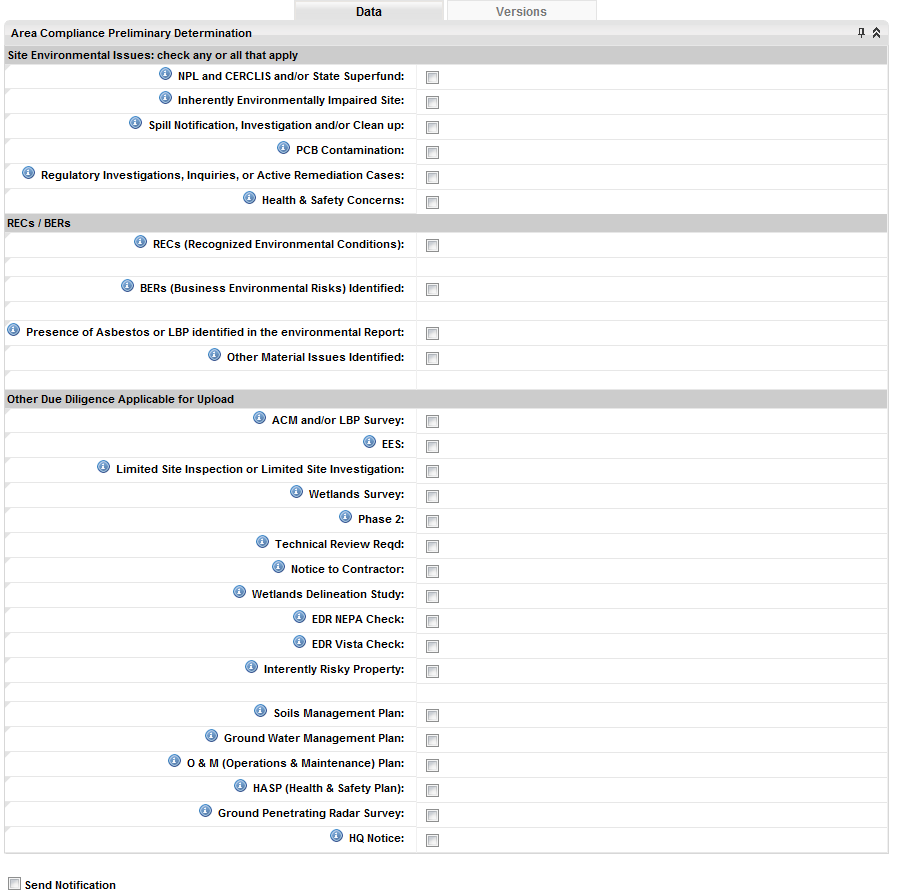 Data
Versions
Area Compliance Preliminary Determination
Site Environmental Issues: check any or all that apply
NPL and CERCLIS and/or State Superfund:
Inherently Environmentally Impaired Site:
Spill Notification, Investigation and/or Clean up:
PCB Contamination:
Regulatory Investigations, Inquiries, or Active Remediation Cases:
Health & Safety Concerns:
RECs / BERs
RECs (Recognized Environmental Conditions):
BERs (Business Environmental Risks) Identified:
Presence of Asbestos or LBP identified in the environmental Report:
Other Material Issues Identified:
Other Due Diligence Applicable for Upload
ACM and/or LBP Survey:
EES:
Limited Site Inspection or Limited Site Investigation:
Wetlands Survey:
Phase 2:
Technical Review Reqd:
Notice to Contractor:
Wetlands Delineation Study:
EDR NEPA Check:
EDR Vista Check:
Interently Risky Property:
Soils Management Plan:
Ground Water Management Plan:
O & M (Operations & Maintenance) Plan:
HASP (Health & Safety Plan):
Ground Penetrating Radar Survey:
HQ Notice:
Send Notification